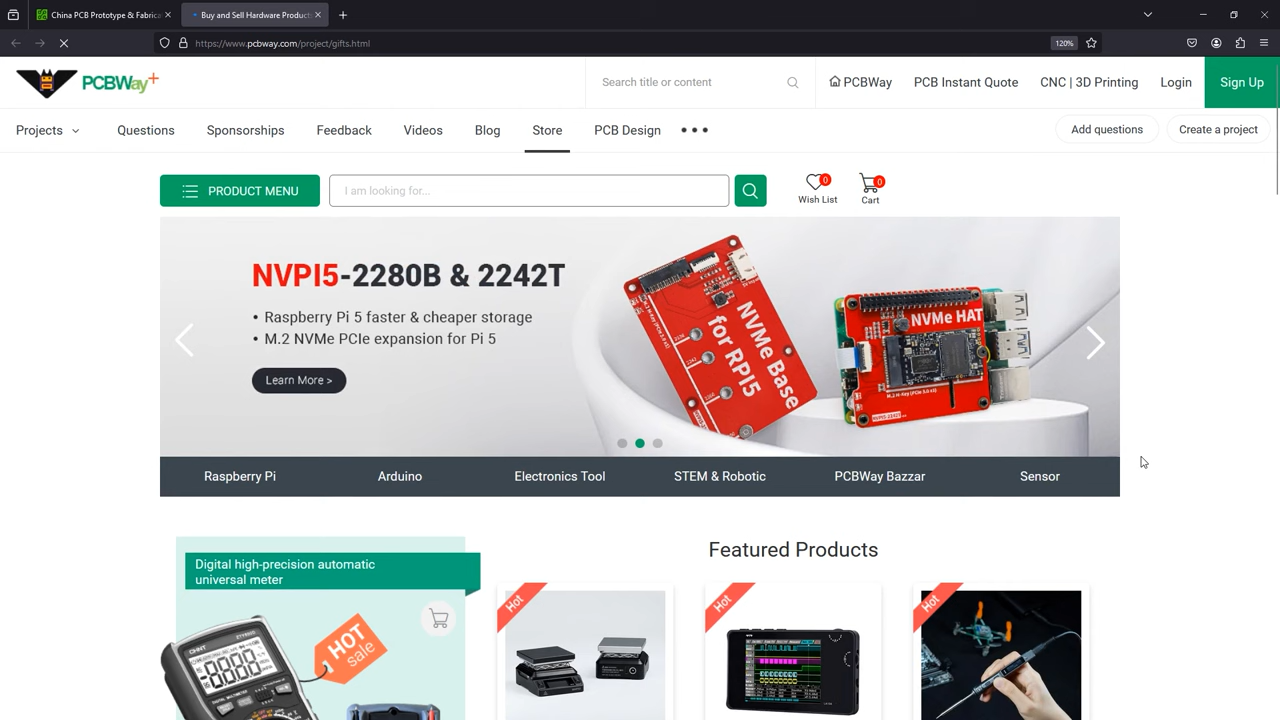 China PCB Prototype & Fabrica
Buy and Sell Hardware Product
https://www.pcbway.com/project/gifts.html
120%
PCBWay+
Search title or content
PCBWay
PCB Instant Quote
CNC | 3D Printing
Login
Sign Up
Projects
Questions
Sponsorships
Feedback
Videos
Blog
Store
PCB Design
Add questions
Create a project
PRODUCT MENU
I am looking for...
0
Wish List
0
Cart
NVPI5-2280B & 2242T
• Raspberry Pi 5 faster & cheaper storage
• M.2 NVMe PCIe expansion for Pi 5
Learn More >
NVMe Base
for RPI5
NVMe HAT
NVPI5-2242T
Raspberry Pi
Arduino
Electronics Tool
STEM & Robotic
PCBWay Bazzar
Sensor
Digital high-precision automatic
universal meter
HOT
sale
CHNT
Featured Products
Hot
Hot
Hot